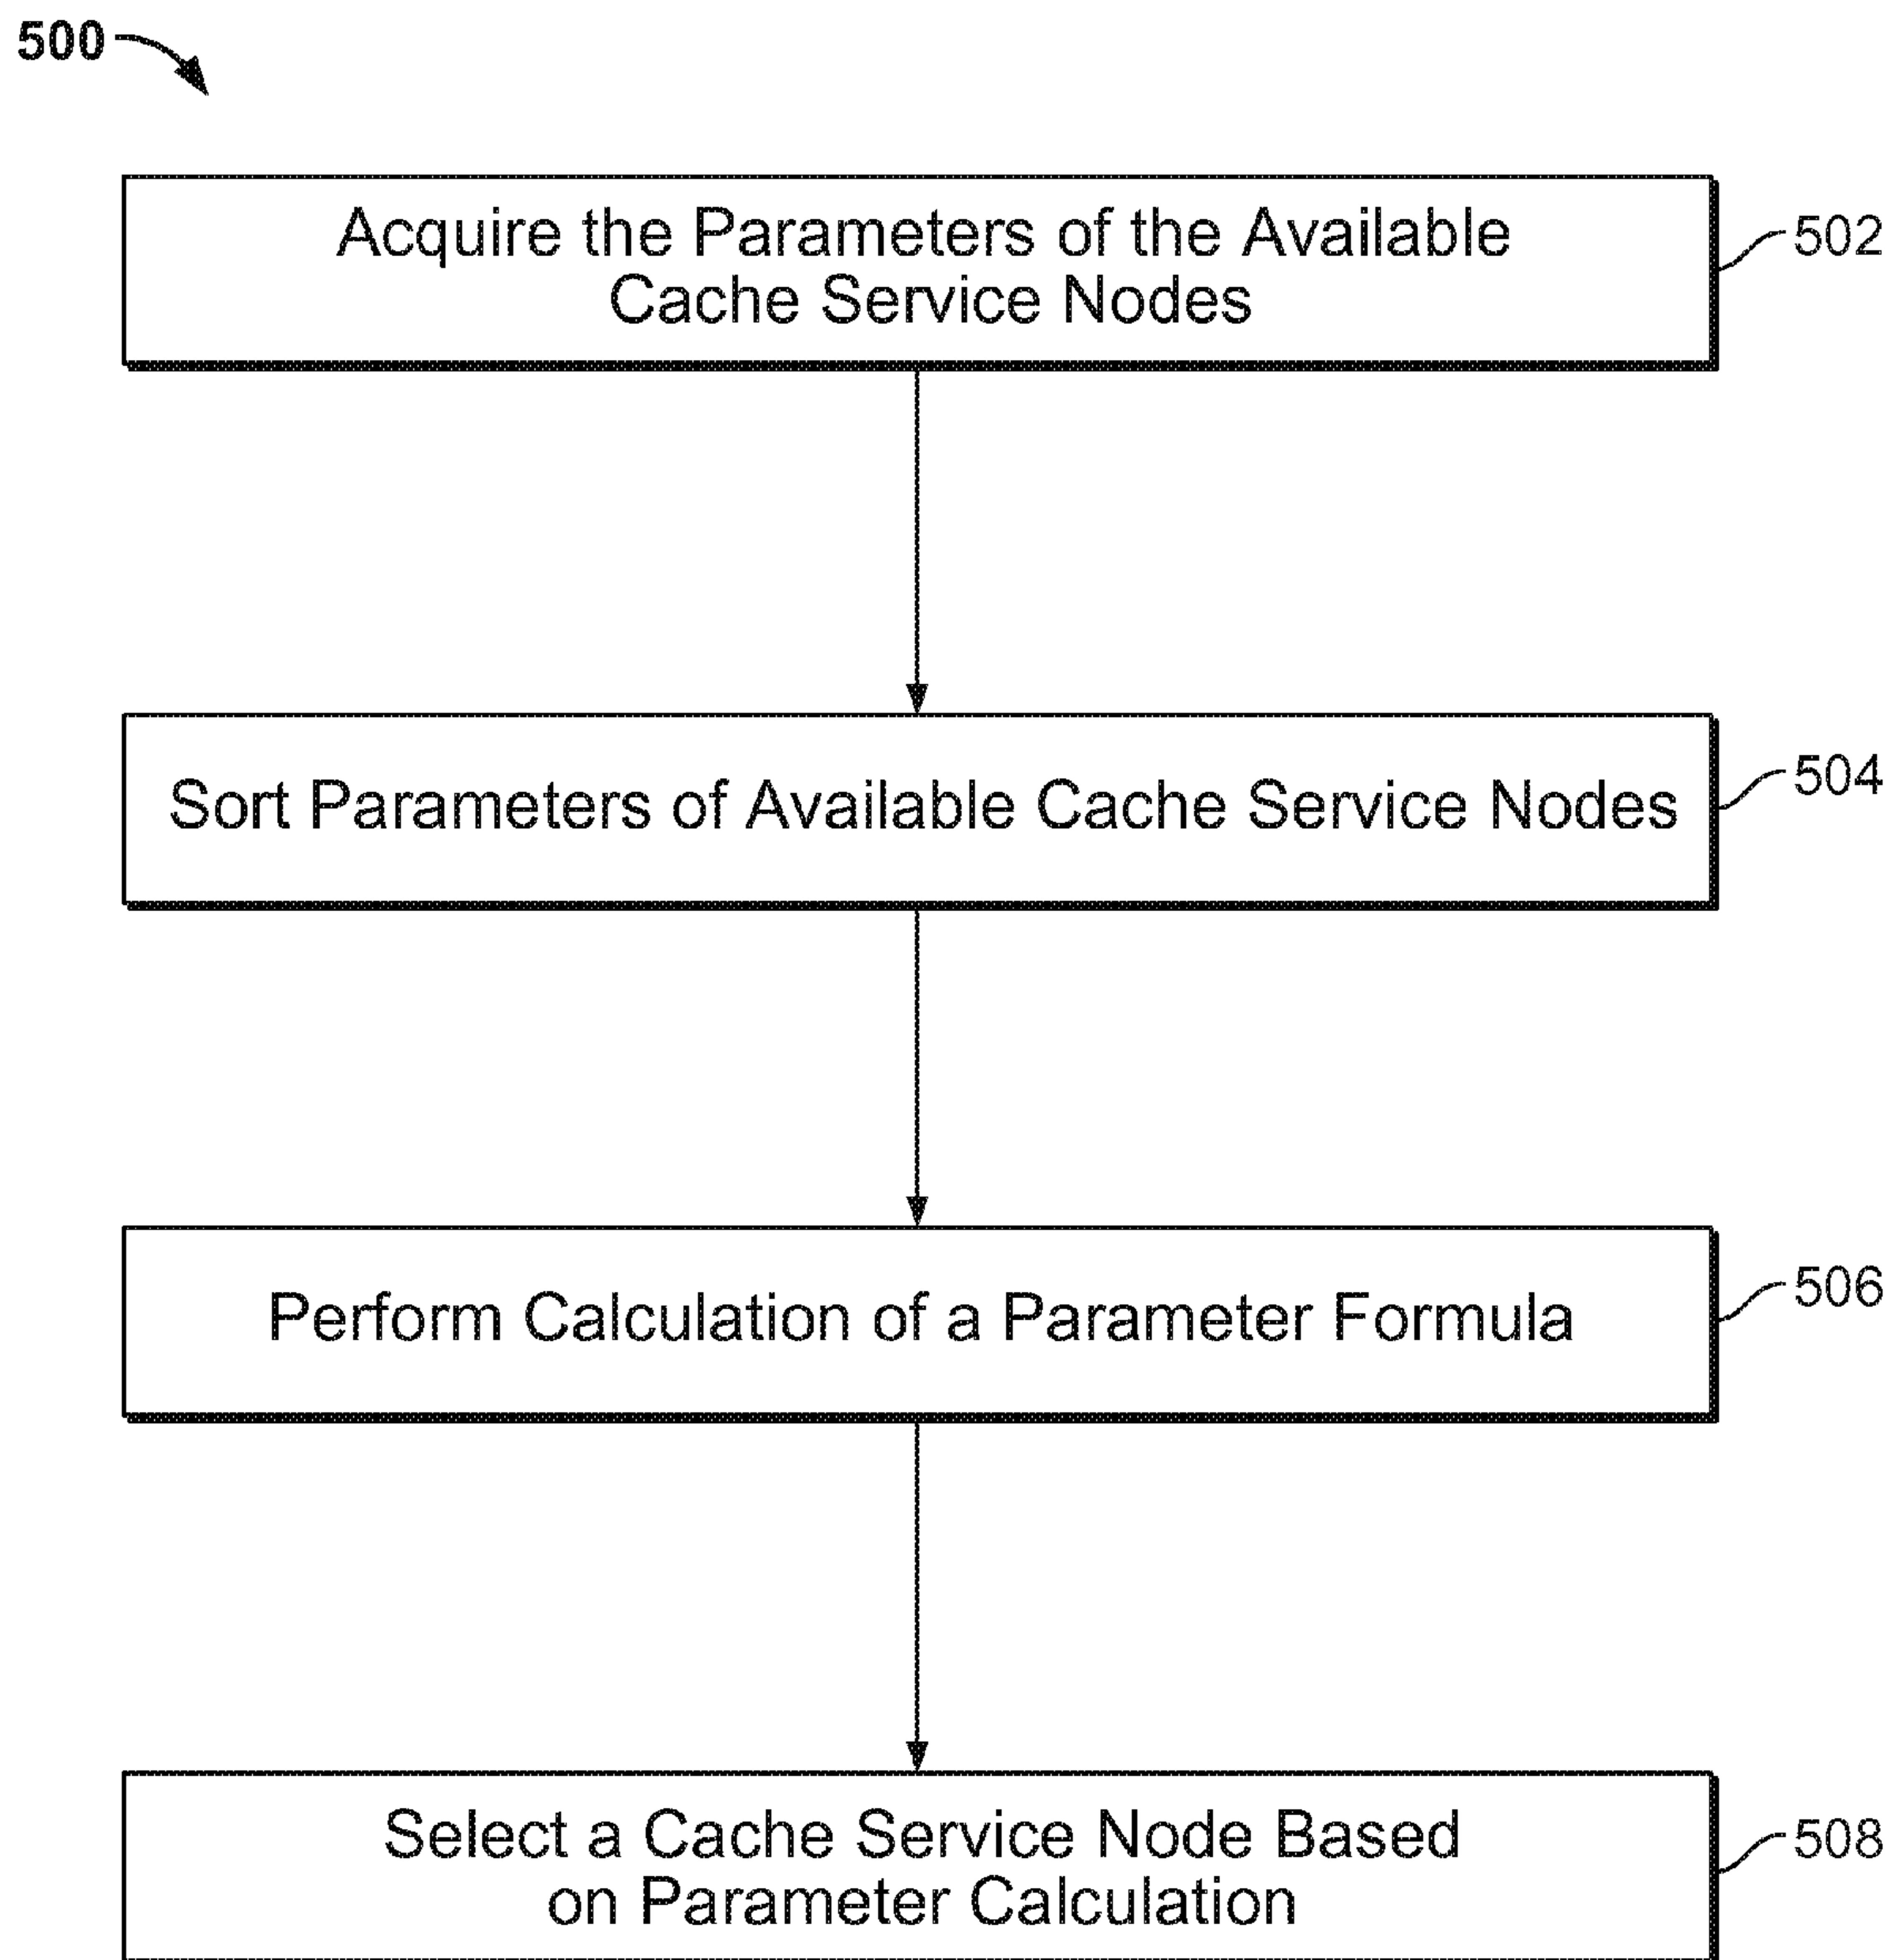 500
Acquire the Parameters of the Available
Cache Service Nodes
502
Sort Parameters of Available Cache Service Nodes
504
Perform Calculation of a Parameter Formula
506
Select a Cache Service Node Based
on Parameter Calculation
508